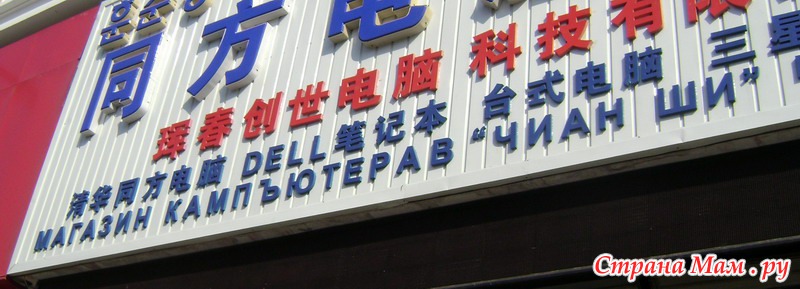 同方电
珲春创世电脑 科技有限
清华同方电脑 DELL笔记本 台式电脑 三星
МАГАЗИН КАМПЪЮТЕРАВ "ЧИАН ШИ"
Страна Мам.ру